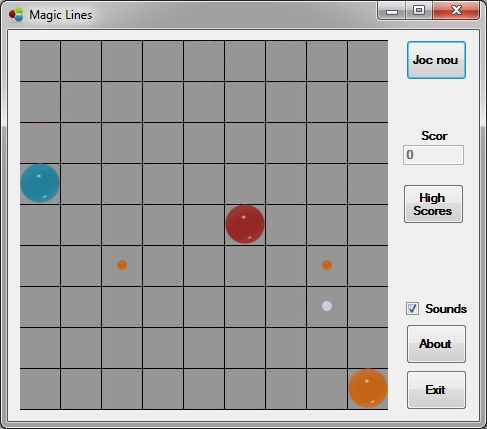 Magic Lines
Joc nou
Scor
0
High
Scores
Sounds
About
Exit